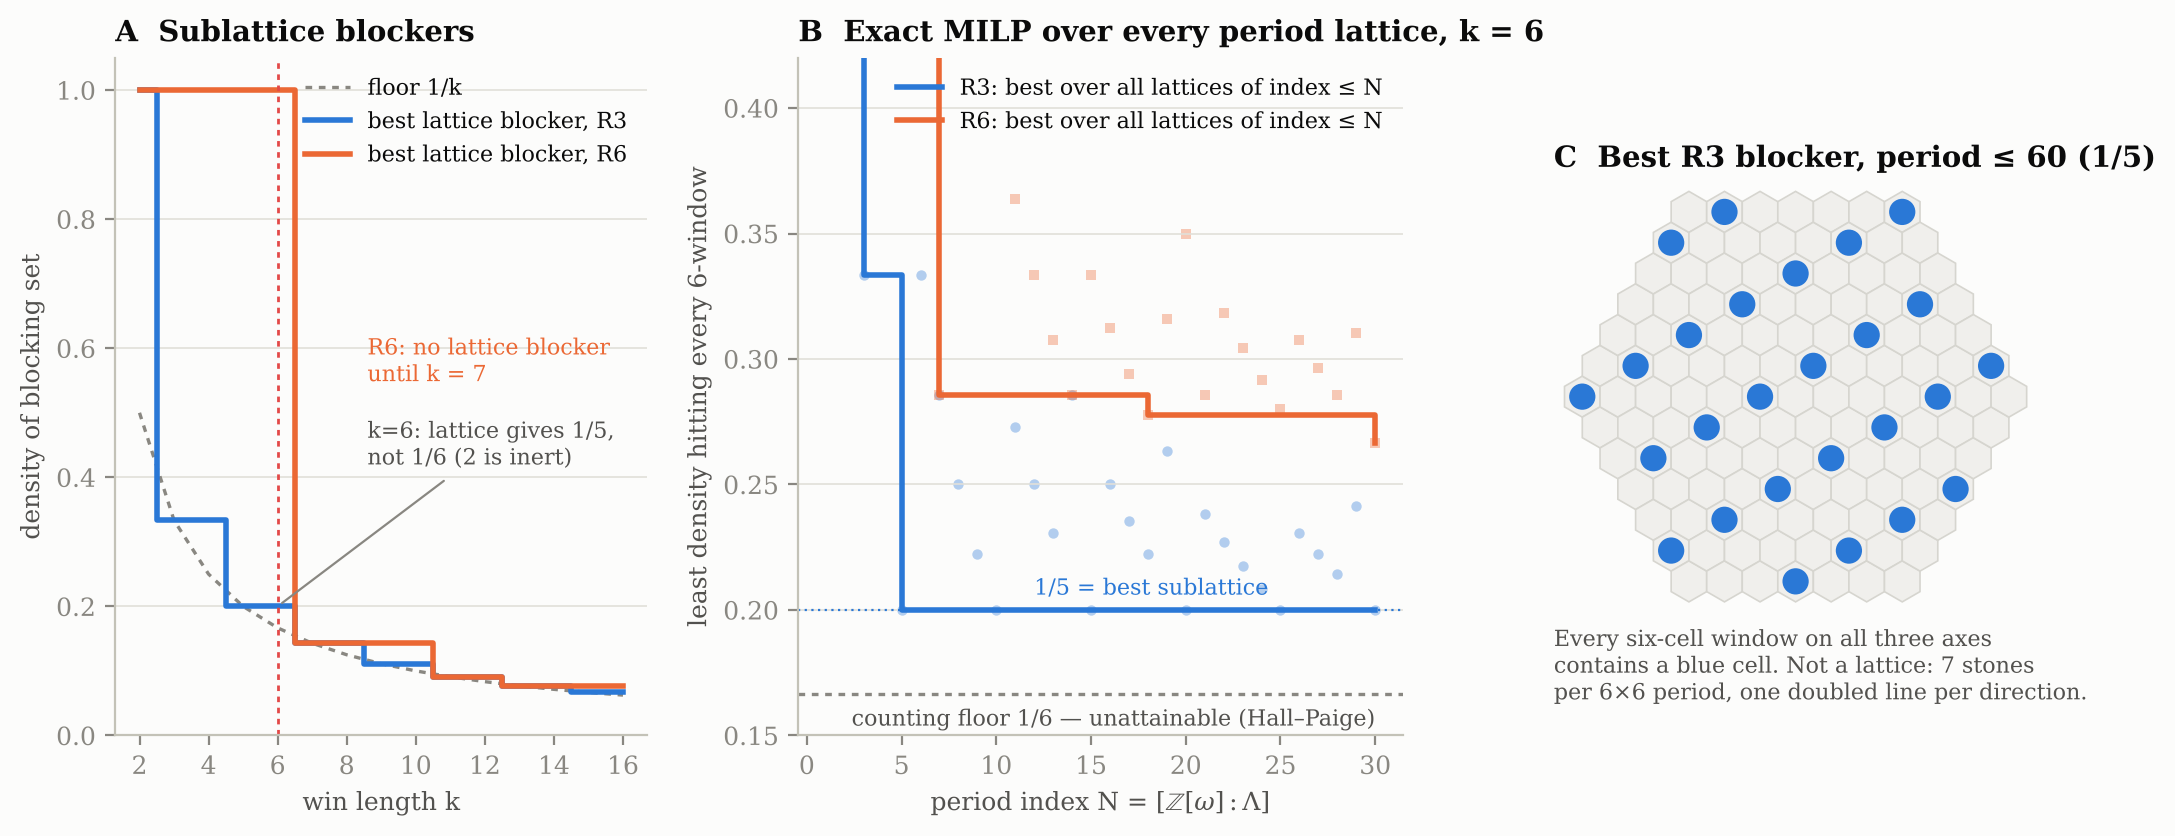 A Sublattice blockers
1.0
0.8
0.6
0.4
0.2
0.0
density of blocking set
floor 1/k
best lattice blocker, R3
best lattice blocker, R6
R6: no lattice blocker
until k = 7
k=6: lattice gives 1/5,
not 1/6 (2 is inert)
2 4 6 8 10 12 14 16
win length k
B Exact MILP over every period lattice, k = 6
0.40
0.35
0.30
0.25
0.20
0.15
least density hitting every 6-window
R3: best over all lattices of index ≤ N
R6: best over all lattices of index ≤ N
1/5 = best sublattice
counting floor 1/6 — unattainable (Hall–Paige)
0 5 10 15 20 25 30
period index N = [ℤ[ω] : Λ]
C Best R3 blocker, period ≤ 60 (1/5)
Every six-cell window on all three axes
contains a blue cell. Not a lattice: 7 stones
per 6×6 period, one doubled line per direction.